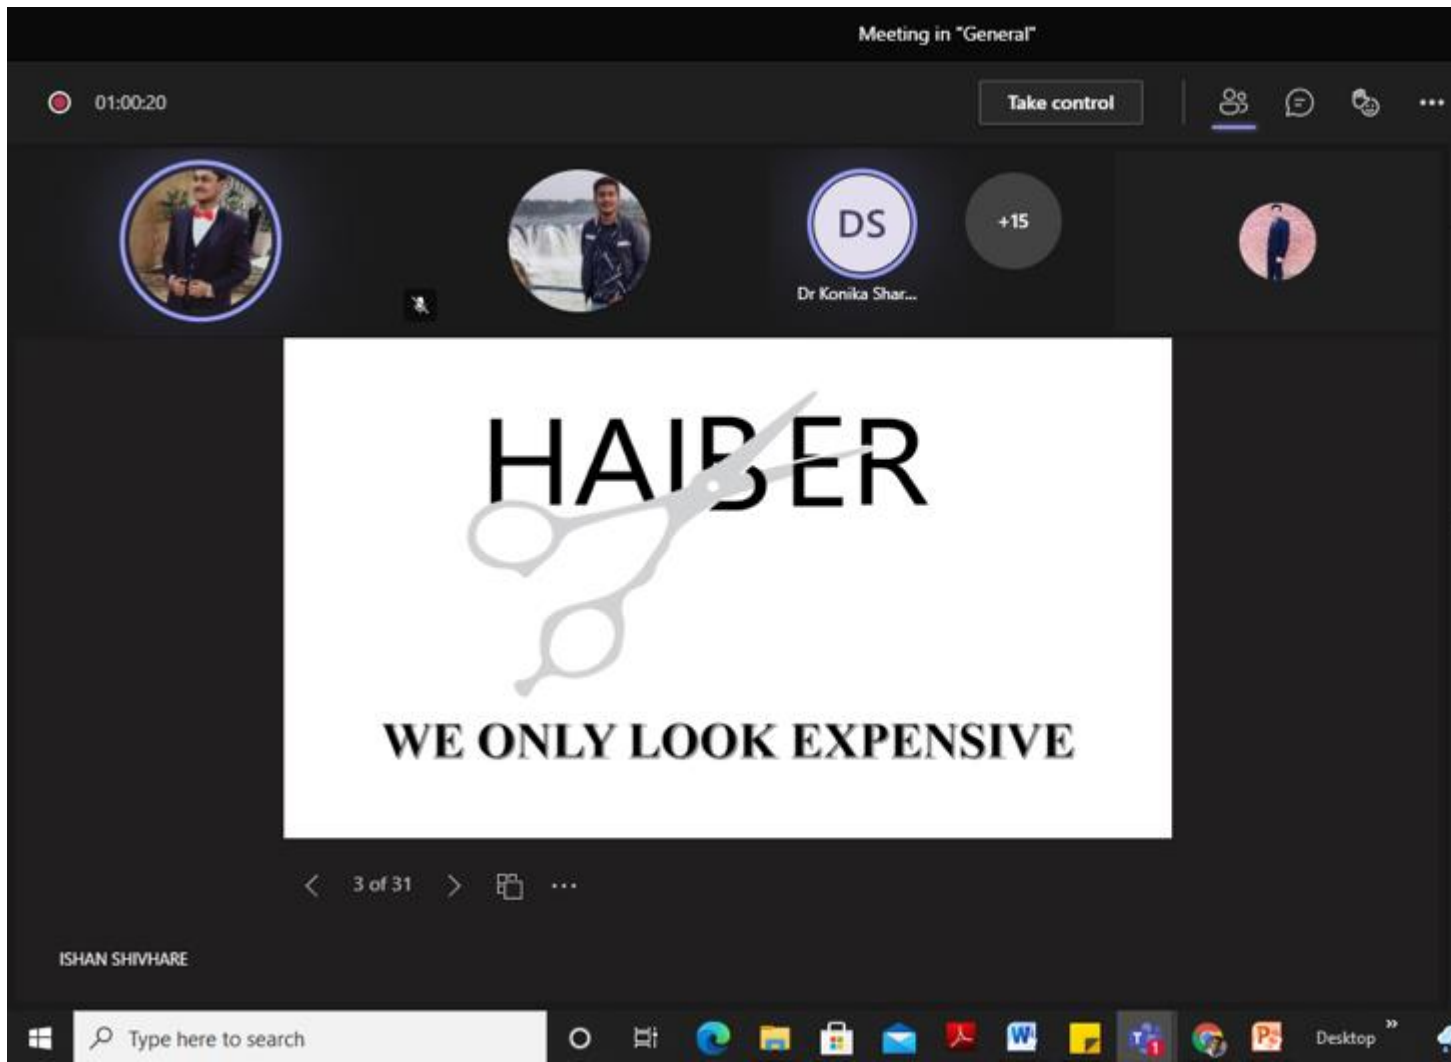 Meeting in "General"
01:00:20
Take control
DS
+15
Dr Konika Shar...
HAIBER
WE ONLY LOOK EXPENSIVE
3 of 31
ISHAN SHIVHARE
Type here to search
Desktop